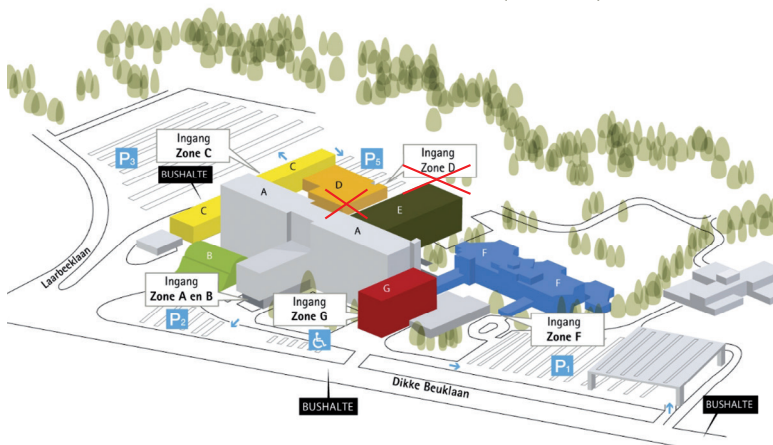 Ingang
Zone C
C
P5
Ingang
Zone D
P3
BUSHALTE
D
A
E
C
A
B
F
F
Laarbeeklaan
G
Ingang
Zone A en B
Ingang
Zone G
Ingang
Zone F
P2
P1
Dikke Beuklaan
BUSHALTE
BUSHALTE